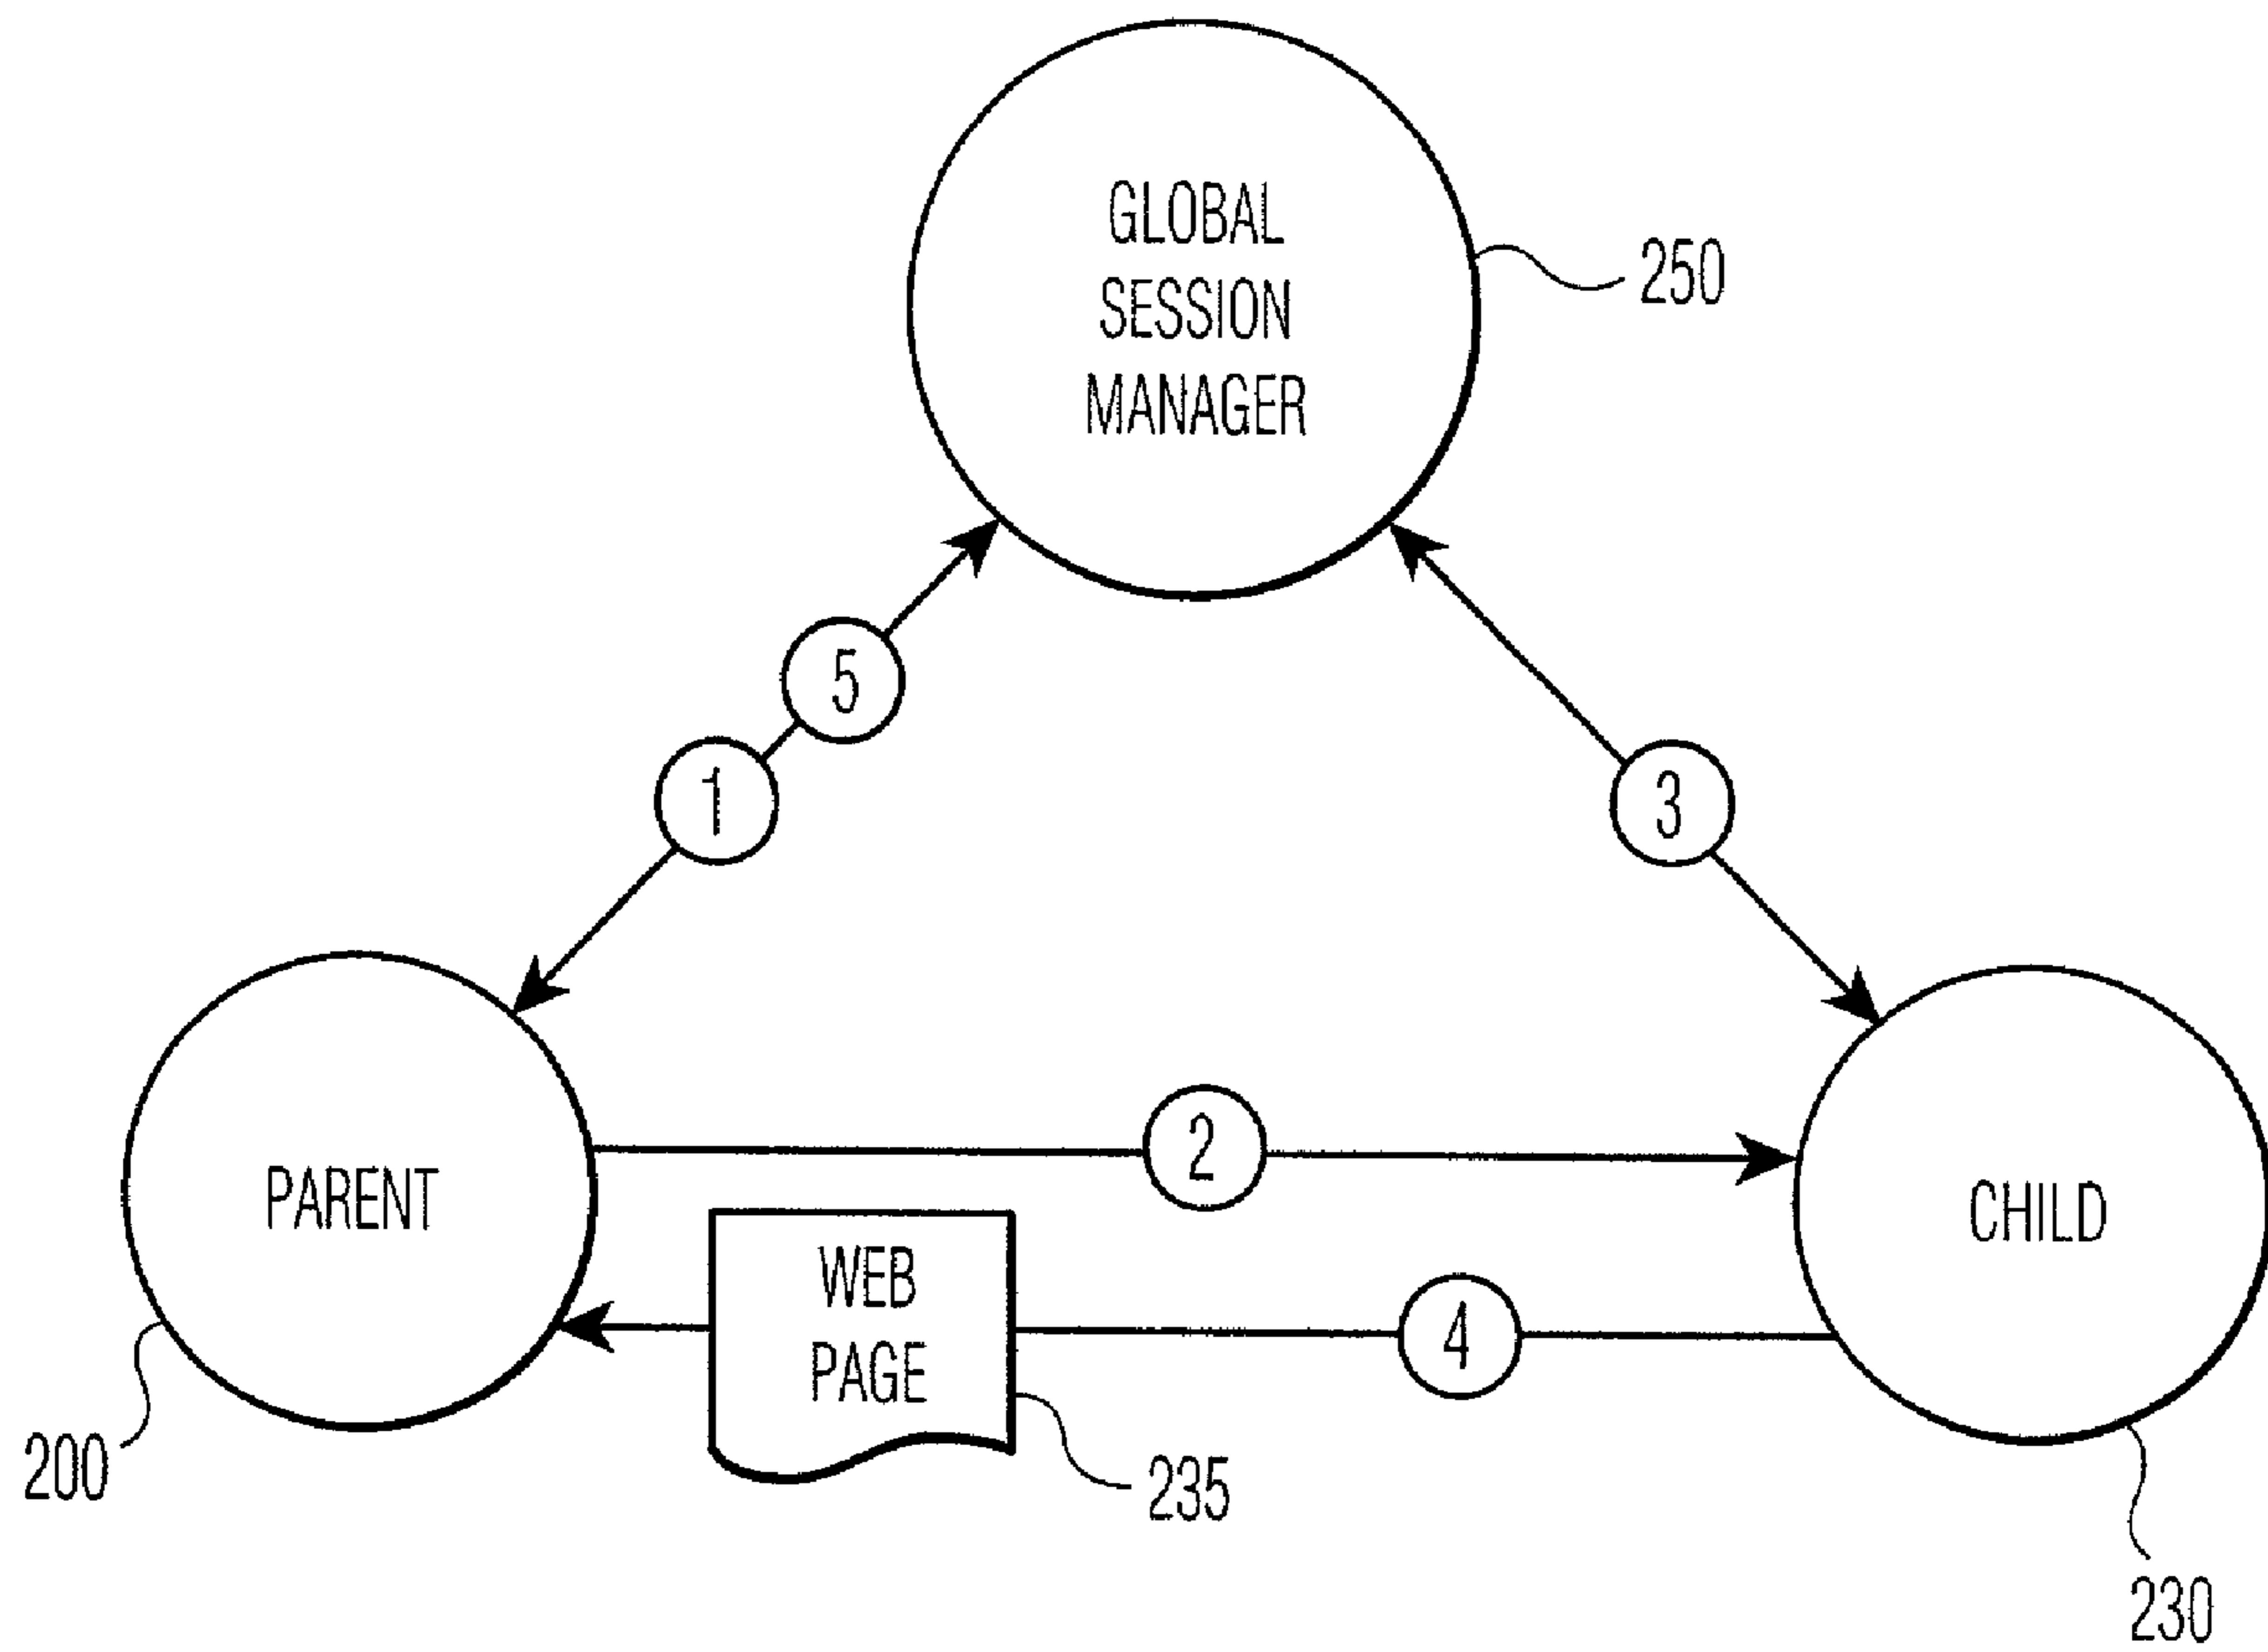 GLOBAL
SESSION
MANAGER
250
5
1
3
2
PARENT
CHILD
WEB
PAGE
4
200
235
230